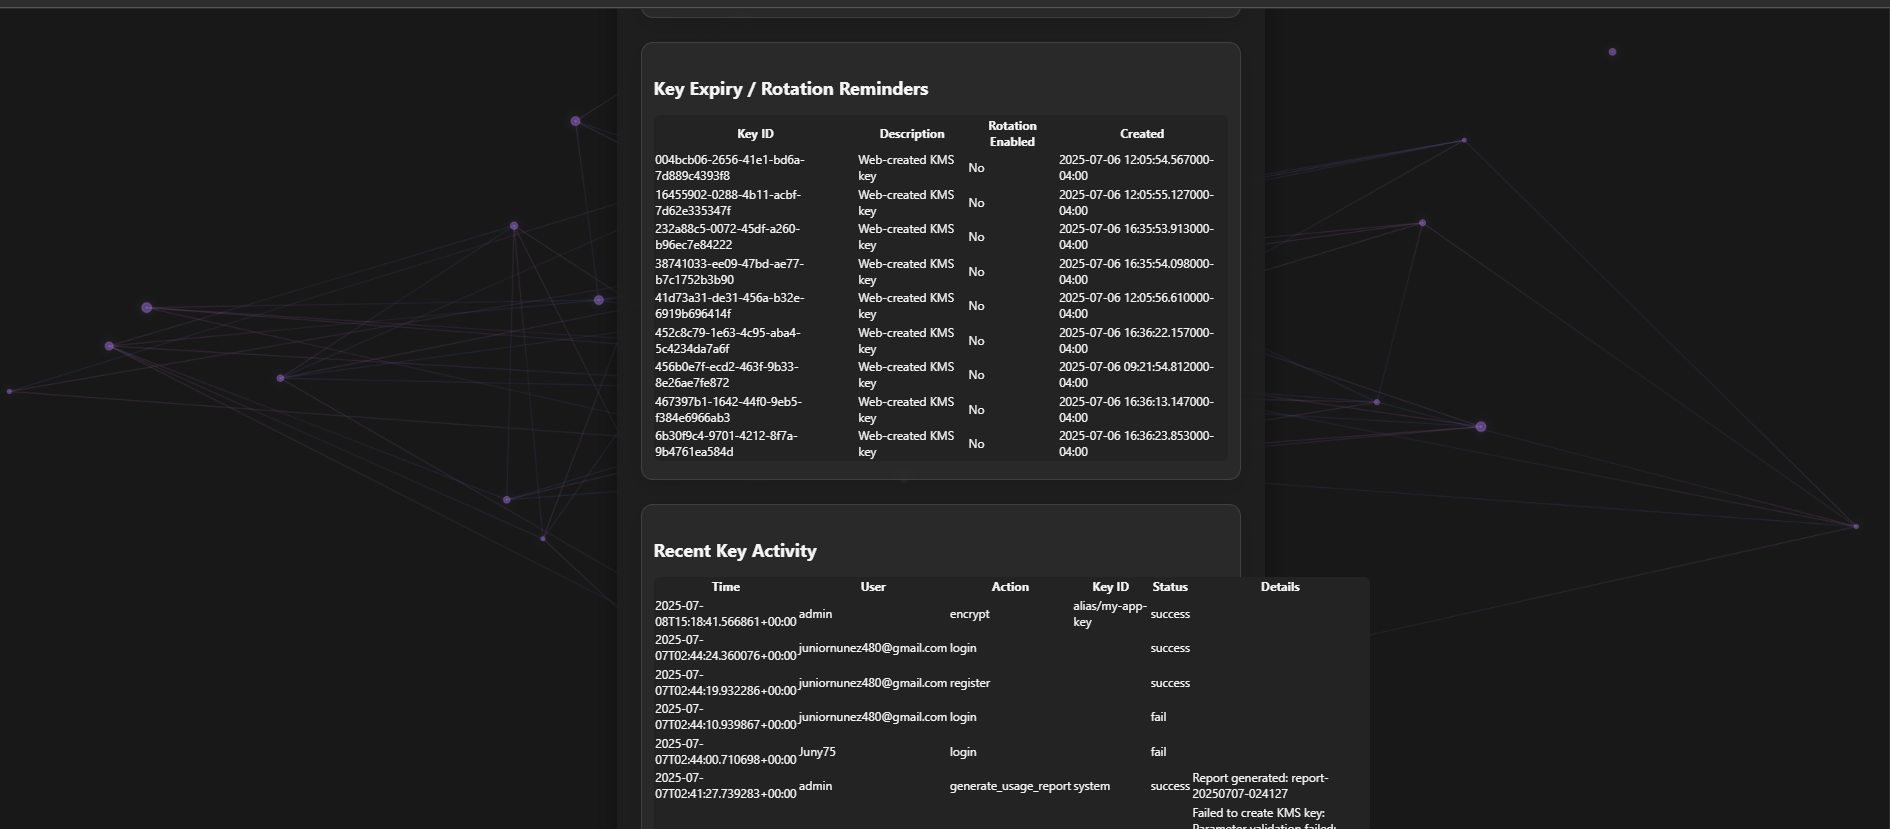 Key Expiry / Rotation Reminders
Key ID Description Rotation Enabled Created
004bcb06-2656-41e1-bd6a-7d889c4393f8 Web-created KMS key No 2025-07-06 12:05:54.567000-04:00
16455902-0288-4b11-acbf-7d62e335347f Web-created KMS key No 2025-07-06 12:05:55.127000-04:00
232a88c5-0072-45df-a260-b96ec7e84222 Web-created KMS key No 2025-07-06 16:35:53.913000-04:00
38741033-ee09-47bd-ae77-b7c1752b3b90 Web-created KMS key No 2025-07-06 16:35:54.098000-04:00
41d73a31-de31-456a-b32e-6919b696414f Web-created KMS key No 2025-07-06 12:05:56.610000-04:00
452c8c79-1e63-4c95-aba4-5c4234da7a6f Web-created KMS key No 2025-07-06 16:36:22.157000-04:00
456b0e7f-ecd2-463f-9b33-8e26ae7fe872 Web-created KMS key No 2025-07-06 09:21:54.812000-04:00
467397b1-1642-44f0-9eb5-f384e6966ab3 Web-created KMS key No 2025-07-06 16:36:13.147000-04:00
6b30f9c4-9701-4212-8f7a-9b4761ea584d Web-created KMS key No 2025-07-06 16:36:23.853000-04:00
Recent Key Activity
Time User Action Key ID Status Details
2025-07-08T15:18:41.566861+00:00 admin encrypt alias/my-app-key success
2025-07-07T02:44:24.360076+00:00 juniornunez480@gmail.com login success
2025-07-07T02:44:19.932286+00:00 juniornunez480@gmail.com register success
2025-07-07T02:44:10.939867+00:00 juniornunez480@gmail.com login fail
2025-07-07T02:44:00.710698+00:00 Juny75 login fail
2025-07-07T02:41:27.739283+00:00 admin generate_usage_report system success Report generated: report-20250707-024127
Failed to create KMS key:
Parameter validation failed: